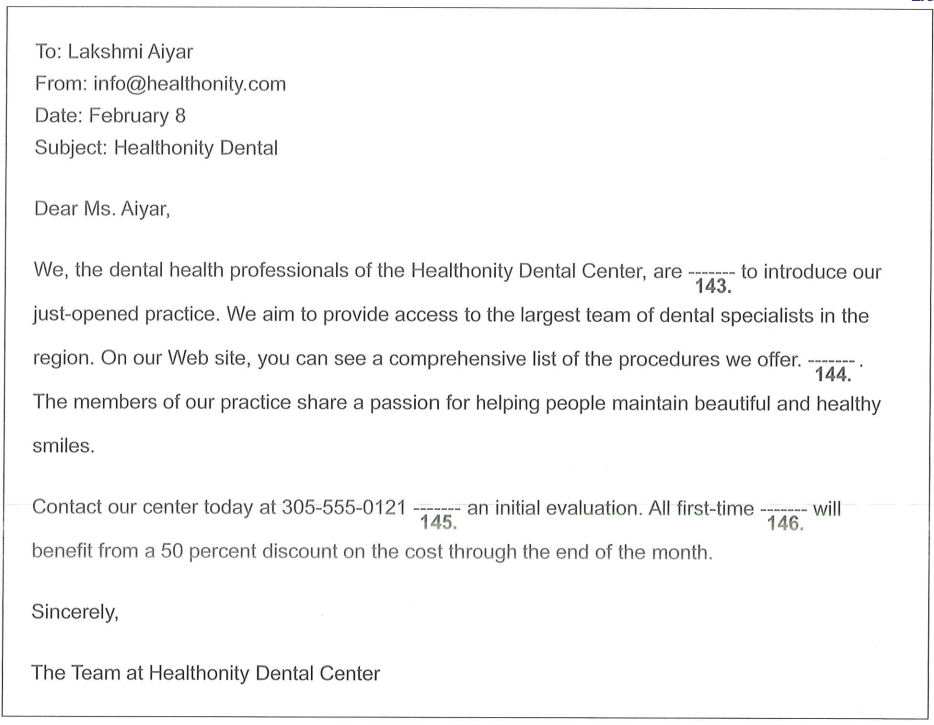 To: Lakshmi Aiyar
From: info@healthonity.com
Date: February 8
Subject: Healthonity Dental
Dear Ms. Aiyar,
We, the dental health professionals of the Healthonity Dental Center, are ------- to introduce our
143.
just-opened practice. We aim to provide access to the largest team of dental specialists in the
region. On our Web site, you can see a comprehensive list of the procedures we offer. ------- .
144.
The members of our practice share a passion for helping people maintain beautiful and healthy
smiles.
Contact our center today at 305-555-0121 ------- an initial evaluation. All first-time ------- will
145. 146.
benefit from a 50 percent discount on the cost through the end of the month.
Sincerely,
The Team at Healthonity Dental Center